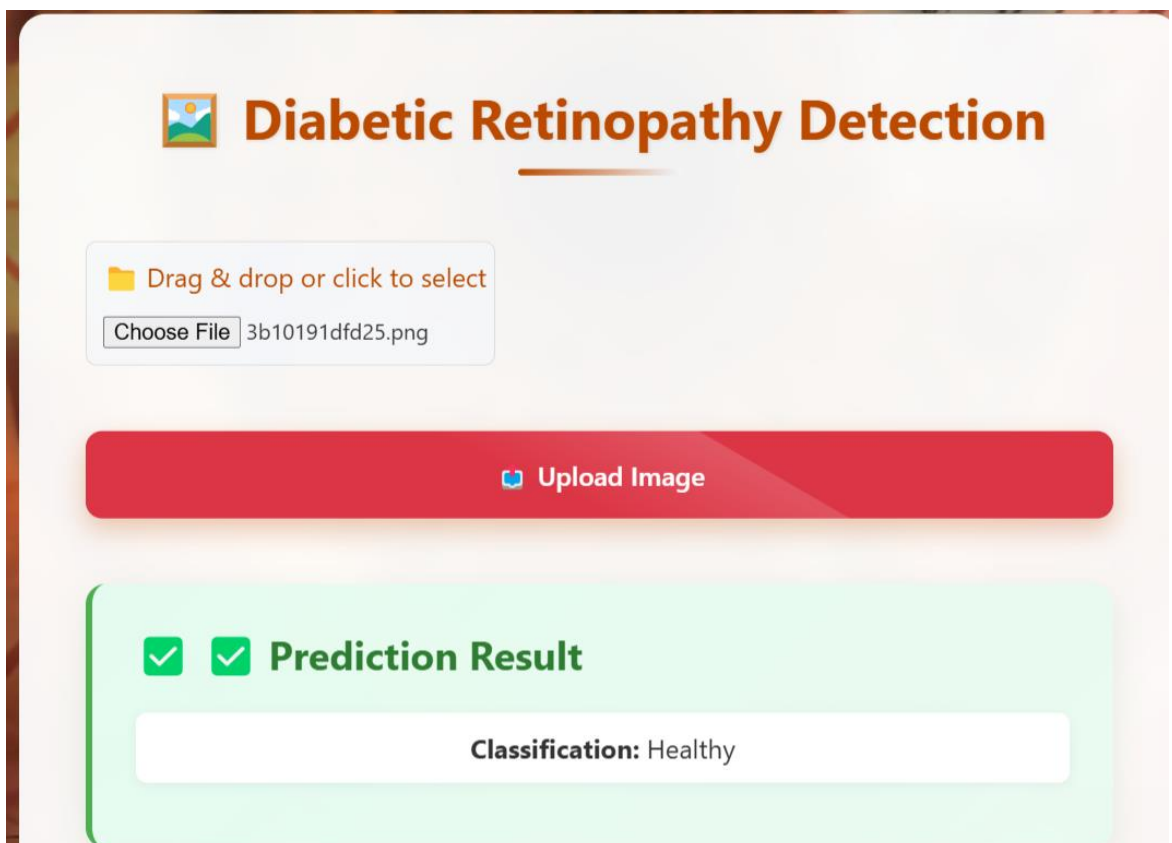 Diabetic Retinopathy Detection
Drag & drop or click to select
Choose File 3b10191dfd25.png
Upload Image
Prediction Result
Classification: Healthy